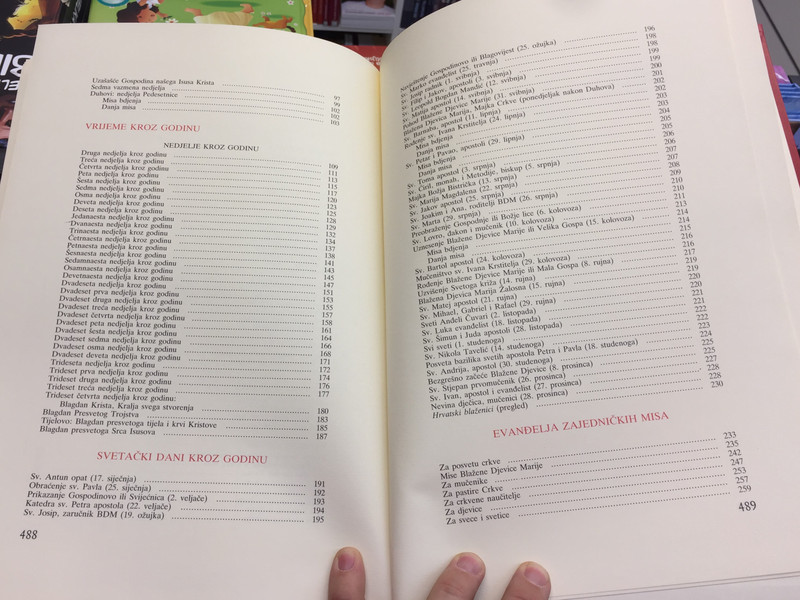 Uzašašće Gospodina našega Isusa Krista 97
Sedma vazmena nedjelja 99
Duhovi: nedjelja Pedesetnice 102
Misa bdjenja 102
Danja misa 103
VRIJEME KROZ GODINU
NEDJELJE KROZ GODINU
Druga nedjelja kroz godinu 109
Treća nedjelja kroz godinu 111
Četvrta nedjelja kroz godinu 113
Peta nedjelja kroz godinu 115
Šesta nedjelja kroz godinu 117
Sedma nedjelja kroz godinu 120
Osma nedjelja kroz godinu 123
Deveta nedjelja kroz godinu 125
Deseta nedjelja kroz godinu 128
Jedanaesta nedjelja kroz godinu 129
Dvanaesta nedjelja kroz godinu 132
Trinaesta nedjelja kroz godinu 134
Četrnaesta nedjelja kroz godinu 137
Petnaesta nedjelja kroz godinu 138
Šesnaesta nedjelja kroz godinu 141
Sedamnaesta nedjelja kroz godinu 143
Osamnaesta nedjelja kroz godinu 145
Devetnaesta nedjelja kroz godinu 147
Dvadeseta nedjelja kroz godinu 151
Dvadeset prva nedjelja kroz godinu 153
Dvadeset druga nedjelja kroz godinu 155
Dvadeset treća nedjelja kroz godinu 157
Dvadeset četvrta nedjelja kroz godinu 158
Dvadeset peta nedjelja kroz godinu 161
Dvadeset šesta nedjelja kroz godinu 164
Dvadeset sedma nedjelja kroz godinu 166
Dvadeset osma nedjelja kroz godinu 168
Dvadeset deveta nedjelja kroz godinu 171
Trideseta nedjelja kroz godinu 172
Trideset prva nedjelja kroz godinu 174
Trideset druga nedjelja kroz godinu 176
Trideset treća nedjelja kroz godinu 177
Trideset četvrta nedjelja kroz godinu:
Blagdan Krista, Kralja svega stvorenja 180
Blagdan Presvetog Trojstva 183
Tijelovo: Blagdan presvetoga tijela i krvi Kristove 185
Blagdan presvetoga Srca Isusova 187
SVETAČKI DANI KROZ GODINU
Sv. Antun opat (17. siječnja) 191
Obraćenje sv. Pavla (25. siječnja) 192
Prikazanje Gospodinovo ili Svijećnica (2. veljače) 193
Katedra sv. Petra apostola (22. veljače) 194
Sv. Josip, zaručnik BDM (19. ožujka) 195
488
Navještenje Gospodinovo ili Blagovijest (25. ožujka) 196
Sv. Marko evanđelist (25. travnja) 198
Sv. Josip radnik (1. svibnja) 199
Sv. Filip i Jakov, apostoli (3. svibnja) 199
Sv. Leopold Bogdan Mandić (12. svibnja) 200
Sv. Matija apostol (14. svibnja) 201
Pohod Blažene Djevice Marije (31. svibnja) 202
Blažena Djevica Marija, Majka Crkve (ponedjeljak nakon Duhova) 203
Sv. Barnaba, apostol (11. lipnja) 203
Rođenje sv. Ivana Krstitelja (24. lipnja)
Misa bdjenja 205
Danja misa 206
Sv. Petar i Pavao, apostoli (29. lipnja)
Misa bdjenja 206
Danja misa 207
Sv. Toma apostol (3. srpnja) 207
Sv. Ćiril, monah, i Metodije, biskup (5. srpnja) 208
Majka Božja Bistrička (13. srpnja) 209
Sv. Marija Magdalena (22. srpnja) 210
Sv. Jakov apostol (25. srpnja) 210
Sv. Joakim i Ana, roditelji BDM (26. srpnja) 211
Sv. Marta (29. srpnja) 213
Preobraženje Gospodnje ili Božje lice (6. kolovoza) 214
Sv. Lovro, đakon i mučenik (10. kolovoza) 214
Uznesenje Blažene Djevice Marije ili Velika Gospa (15. kolovoza)
Misa bdjenja 215
Danja misa 216
Sv. Bartol apostol (24. kolovoza) 216
Mučeništvo sv. Ivana Krstitelja (29. kolovoza) 217
Rođenje Blažene Djevice Marije ili Mala Gospa (8. rujna) 218
Uzvišenje Svetoga križa (14. rujna) 219
Blažena Djevica Marija Žalosna (15. rujna) 219
Sv. Matej apostol (21. rujna) 220
Sv. Mihael, Gabriel i Rafael (29. rujna) 220
Sveti Anđeli Čuvari (2. listopada) 221
Sv. Luka evanđelist (18. listopada) 221
Sv. Šimun i Juda apostoli (28. listopada) 222
Svi sveti (1. studenoga) 222
Sv. Nikola Tavelić (14. studenoga) 223
Posveta bazilika svetih apostola Petra i Pavla (18. studenoga) 224
Sv. Andrija, apostol (30. studenoga) 225
Bezgrešno začeće Blažene Djevice (8. prosinca) 225
Sv. Stjepan prvomučenik (26. prosinca) 227
Sv. Ivan, apostol i evanđelist (27. prosinca) 228
Nevina dječica, mučenici (28. prosinca) 228
Hrvatski blaženici (pregled) 230
EVANĐELJA ZAJEDNIČKIH MISA
Za posvetu crkve 233
Mise Blažene Djevice Marije 235
Za mučenike 242
Za pastire Crkve 247
Za crkvene naučitelje 253
Za djevice 257
Za svece i svetice 259
489